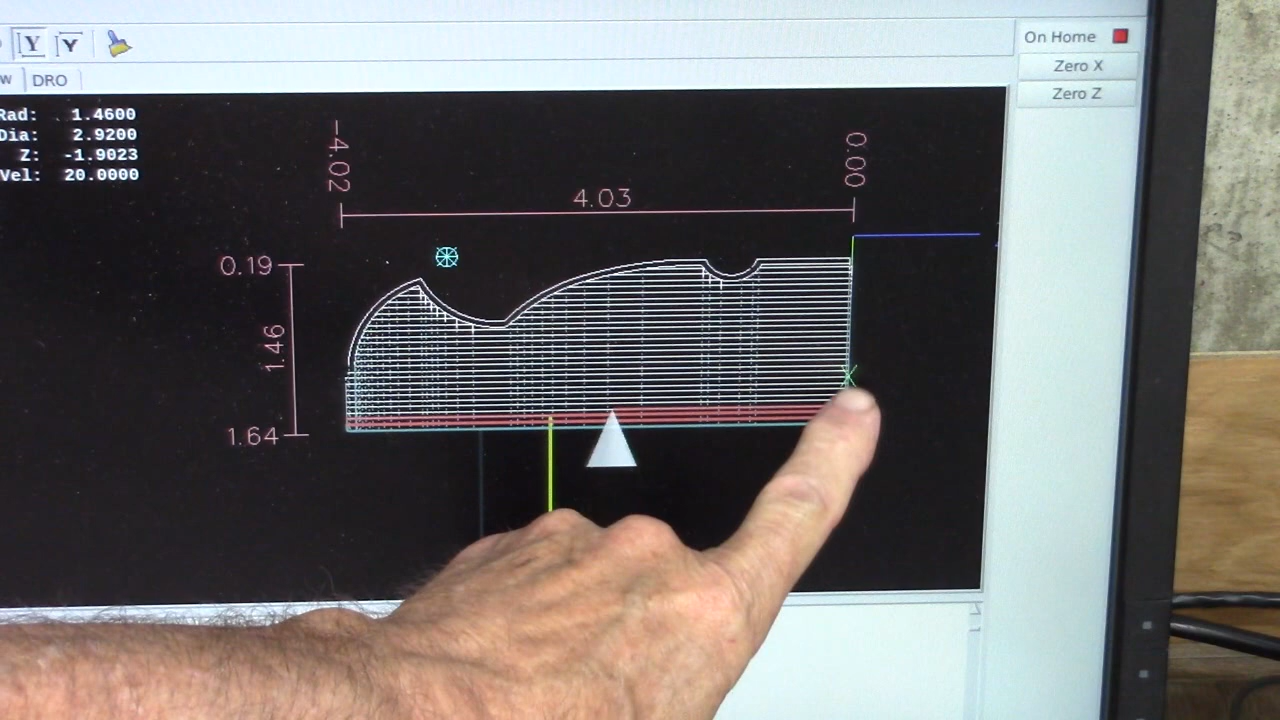 Y Y
On Home
W DRO
Zero X
Zero Z
Rad: 1.4600
Dia: 2.9200
Z: -1.9023
Vel: 20.0000
-4.02
0.00
4.03
0.19
1.46
1.64